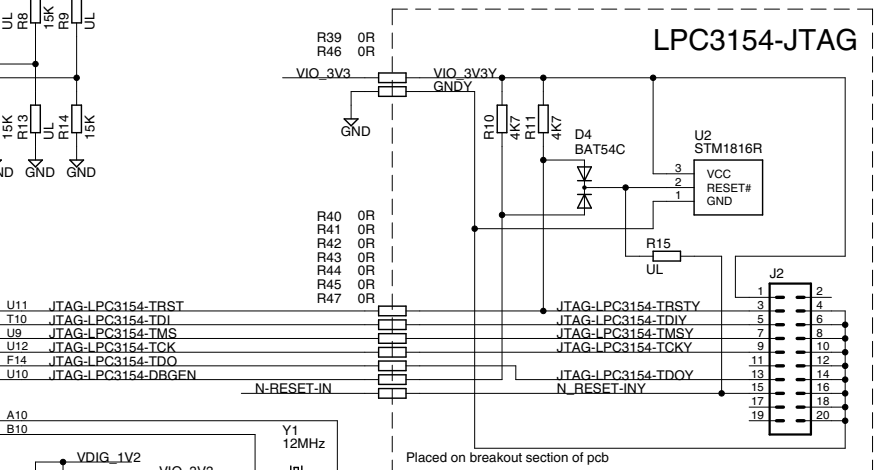 LPC3154-JTAG
R8
15K
R9
UL
UL
R39 0R
R46 0R
VIO_3V3
VIO_3V3Y
GNDY
15K
R13
UL
R14
15K
GND
R10
4K7
R11
4K7
D4
BAT54C
U2
STM1816R
3 VCC
2 RESET#
1 GND
ND
GND
GND
R40 0R
R41 0R
R42 0R
R43 0R
R44 0R
R45 0R
R47 0R
R15
UL
J2
1 2
U11 JTAG-LPC3154-TRST JTAG-LPC3154-TRSTY 3 4
T10 JTAG-LPC3154-TDI JTAG-LPC3154-TDIY 5 6
U9 JTAG-LPC3154-TMS JTAG-LPC3154-TMSY 7 8
U12 JTAG-LPC3154-TCK JTAG-LPC3154-TCKY 9 10
F14 JTAG-LPC3154-TDO 11 12
U10 JTAG-LPC3154-DBGEN JTAG-LPC3154-TDOY 13 14
N-RESET-IN N_RESET-INY 15 16
17 18
19 20
A10
B10
Y1
12MHz
VDIG_1V2
VIO_3V3
Placed on breakout section of pcb